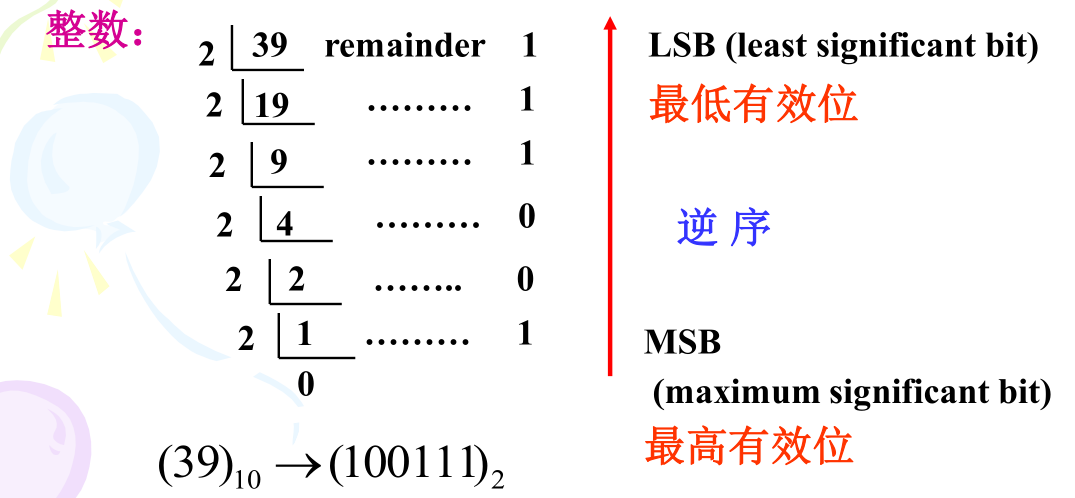 整数：
2 39 remainder 1 LSB (least significant bit)
2 19 ……… 1 最低有效位
2 9 ……… 1
2 4 ……… 0 逆 序
2 2 …….. 0
2 1 ……… 1 MSB
0 (maximum significant bit)
(39)₁₀ → (100111)₂ 最高有效位